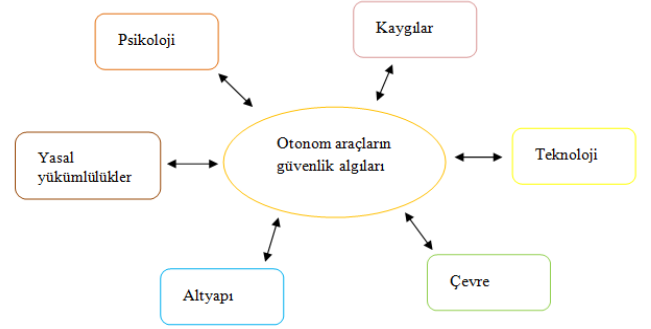 Psikoloji
Kaygılar
Otonom araçların
güvenlik algıları
Yasal
yükümlülükler
Teknoloji
Altyapı
Çevre